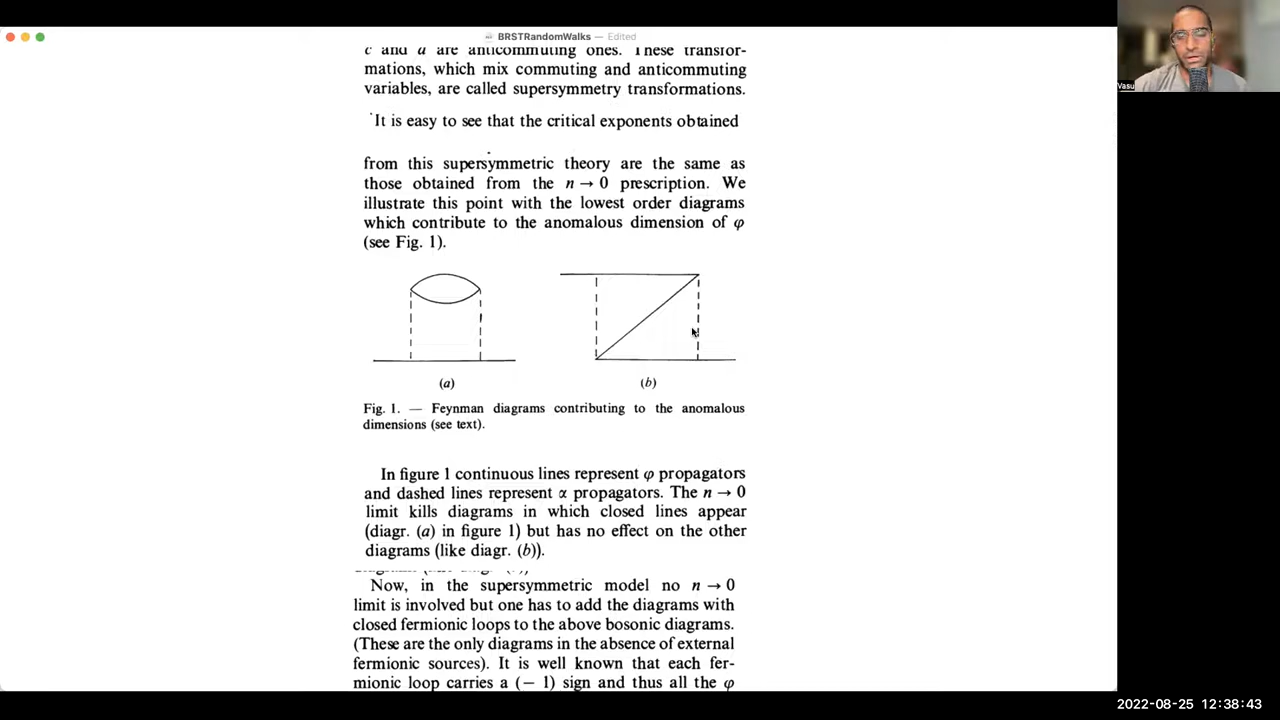 BRSTRandomWalks — Edited
c and α are anticommuting ones. These transfor-
mations, which mix commuting and anticommuting
variables, are called supersymmetry transformations.
It is easy to see that the critical exponents obtained
from this supersymmetric theory are the same as
those obtained from the n → 0 prescription. We
illustrate this point with the lowest order diagrams
which contribute to the anomalous dimension of φ
(see Fig. 1).
(a) (b)
Fig. 1. — Feynman diagrams contributing to the anomalous
dimensions (see text).
In figure 1 continuous lines represent φ propagators
and dashed lines represent α propagators. The n → 0
limit kills diagrams in which closed lines appear
(diagr. (a) in figure 1) but has no effect on the other
diagrams (like diagr. (b)).
Now, in the supersymmetric model no n → 0
limit is involved but one has to add the diagrams with
closed fermionic loops to the above bosonic diagrams.
(These are the only diagrams in the absence of external
fermionic sources). It is well known that each fer-
mionic loop carries a (− 1) sign and thus all the φ
Vasu
2022-08-25 12:38:43